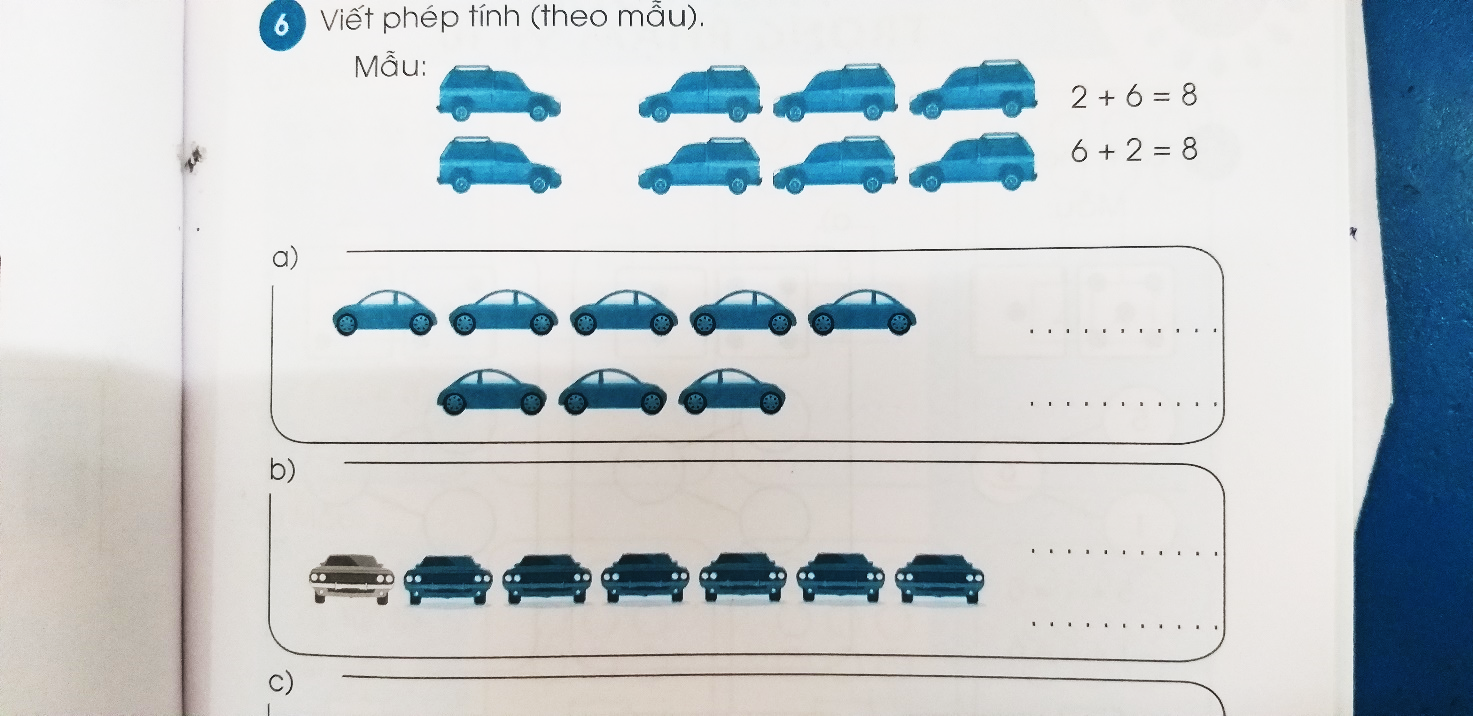 6 Viết phép tính (theo mẫu).
Mẫu:
2 + 6 = 8
6 + 2 = 8
a)
. . . . . . . . . . .
. . . . . . . . . . .
b)
. . . . . . . . . . .
. . . . . . . . . . .
c)